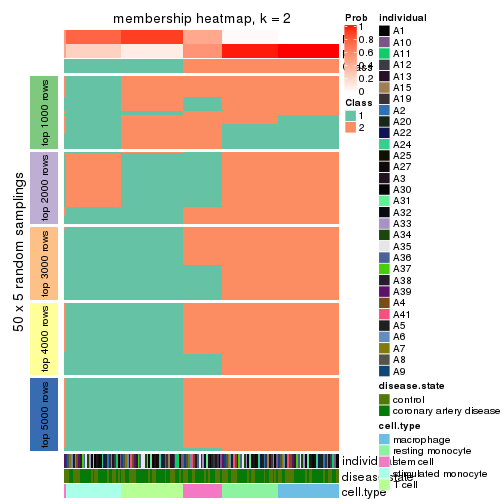 membership heatmap, k = 2
50 x 5 random samplings
top 1000 rows
top 2000 rows
top 3000 rows
top 4000 rows
top 5000 rows
individual
disease.state
cell.type
Prob
1
0.8
0.6
0.4
0.2
0
Class
1
2
individual
A1
A10
A11
A12
A13
A15
A19
A2
A20
A22
A24
A25
A27
A3
A30
A31
A32
A33
A34
A35
A36
A37
A38
A39
A4
A41
A5
A6
A7
A8
A9
disease.state
control
coronary artery disease
cell.type
macrophage
resting monocyte
stem cell
stimulated monocyte
T cell